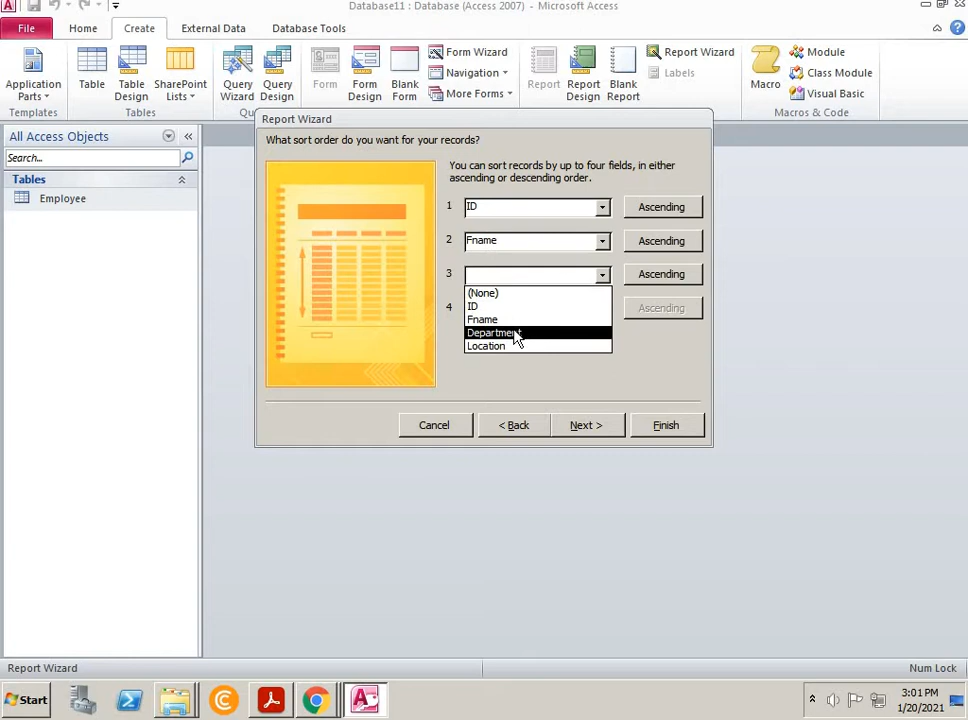 Database11 : Database (Access 2007) - Microsoft Access
File Home Create External Data Database Tools
Application Parts
Table
Table Design
SharePoint Lists
Query Wizard
Query Design
Form
Form Design
Blank Form
Form Wizard
Navigation
More Forms
Report
Report Design
Blank Report
Report Wizard
Labels
Macro
Module
Class Module
Visual Basic
Templates
Tables
Macros & Code
All Access Objects
Search...
Tables
Employee
Report Wizard
What sort order do you want for your records?
You can sort records by up to four fields, in either
ascending or descending order.
1 ID Ascending
2 Fname Ascending
3 Ascending
(None)
ID
4 Ascending
Fname
Department
Location
Cancel < Back Next > Finish
Report Wizard
Num Lock
Start
3:01 PM
1/20/2021